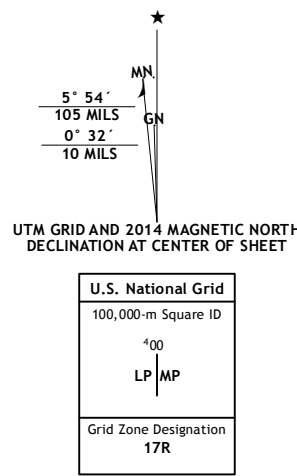 ★
MN.
5° 54´
105 MILS
GN
0° 32´
10 MILS
UTM GRID AND 2014 MAGNETIC NORTH
DECLINATION AT CENTER OF SHEET
U.S. National Grid
100,000-m Square ID
⁴00
LP MP
Grid Zone Designation
17R